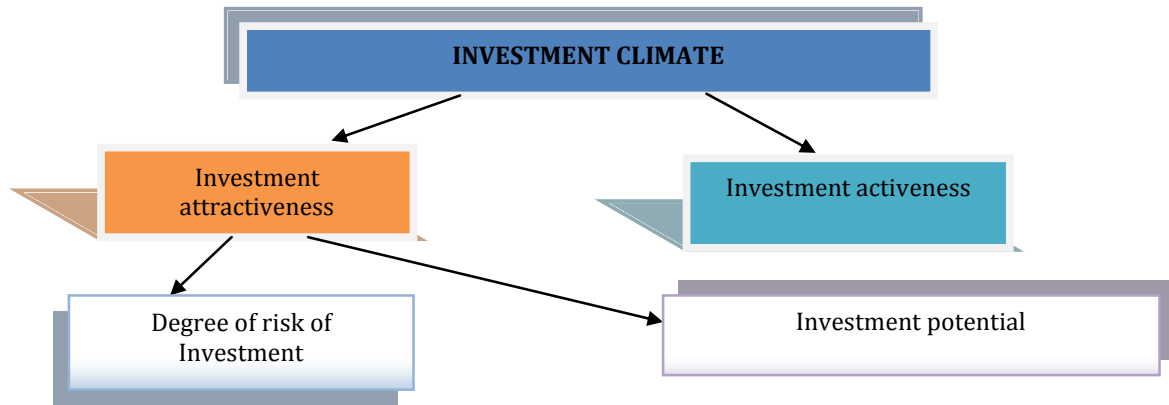 INVESTMENT CLIMATE
Investment
attractiveness
Investment activeness
Degree of risk of
Investment
Investment potential